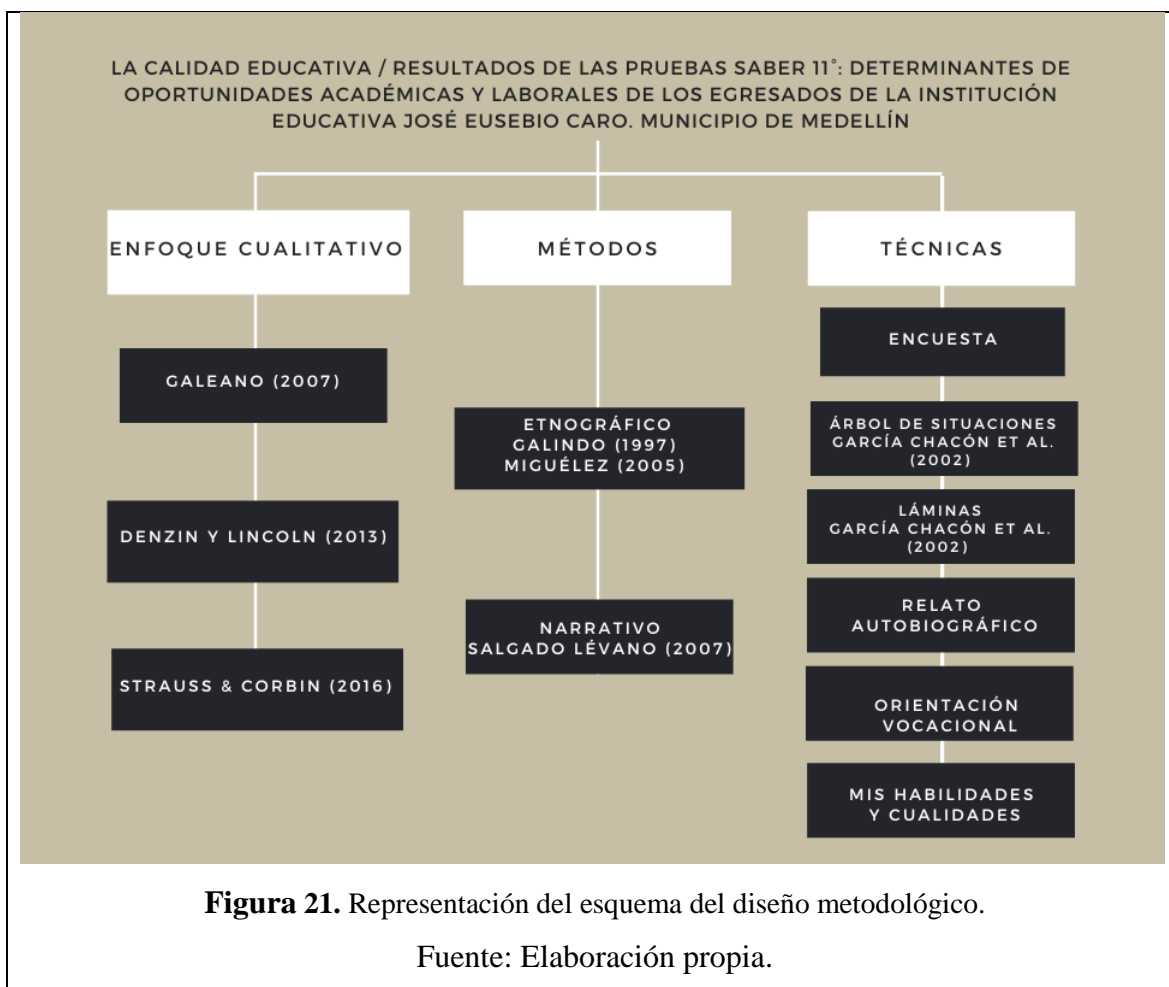 LA CALIDAD EDUCATIVA / RESULTADOS DE LAS PRUEBAS SABER 11°: DETERMINANTES DE
OPORTUNIDADES ACADÉMICAS Y LABORALES DE LOS EGRESADOS DE LA INSTITUCIÓN
EDUCATIVA JOSÉ EUSEBIO CARO. MUNICIPIO DE MEDELLÍN
ENFOQUE CUALITATIVO
GALEANO (2007)
DENZIN Y LINCOLN (2013)
STRAUSS & CORBIN (2016)
MÉTODOS
ETNOGRÁFICO
GALINDO (1997)
MIGUÉLEZ (2005)
NARRATIVO
SALGADO LÉVANO (2007)
TÉCNICAS
ENCUESTA
ÁRBOL DE SITUACIONES
GARCÍA CHACÓN ET AL.
(2002)
LÁMINAS
GARCÍA CHACÓN ET AL.
(2002)
RELATO
AUTOBIOGRÁFICO
ORIENTACIÓN
VOCACIONAL
MIS HABILIDADES
Y CUALIDADES
Figura 21. Representación del esquema del diseño metodológico.
Fuente: Elaboración propia.